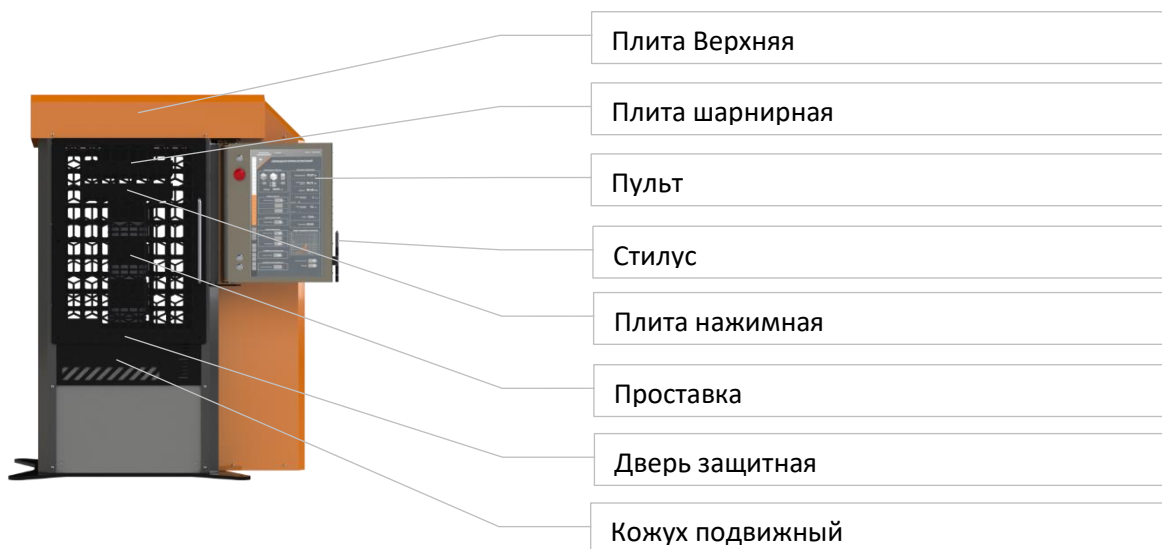 Плита Верхняя
Плита шарнирная
Пульт
Стилус
Плита нажимная
Проставка
Дверь защитная
Кожух подвижный